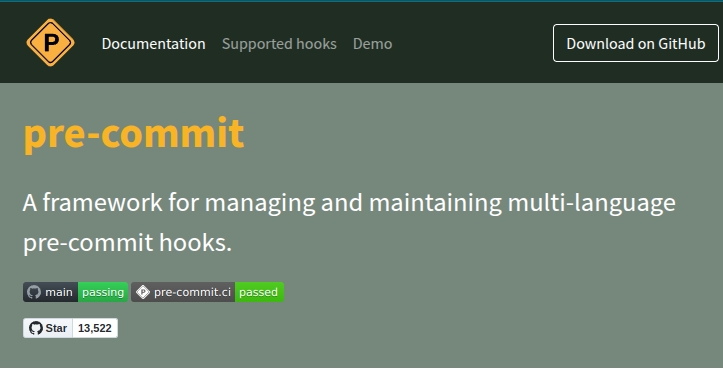 P
Documentation Supported hooks Demo Download on GitHub
pre-commit
A framework for managing and maintaining multi-language
pre-commit hooks.
main passing P pre-commit.ci passed
Star 13,522